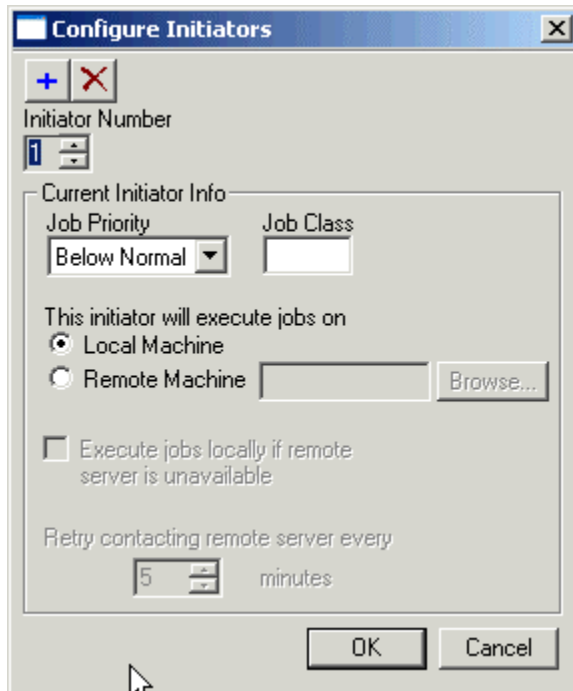 Configure Initiators
Initiator Number
1
Current Initiator Info
Job Priority Job Class
Below Normal
This initiator will execute jobs on
Local Machine
Remote Machine Browse...
Execute jobs locally if remote
server is unavailable
Retry contacting remote server every
5 minutes
OK Cancel